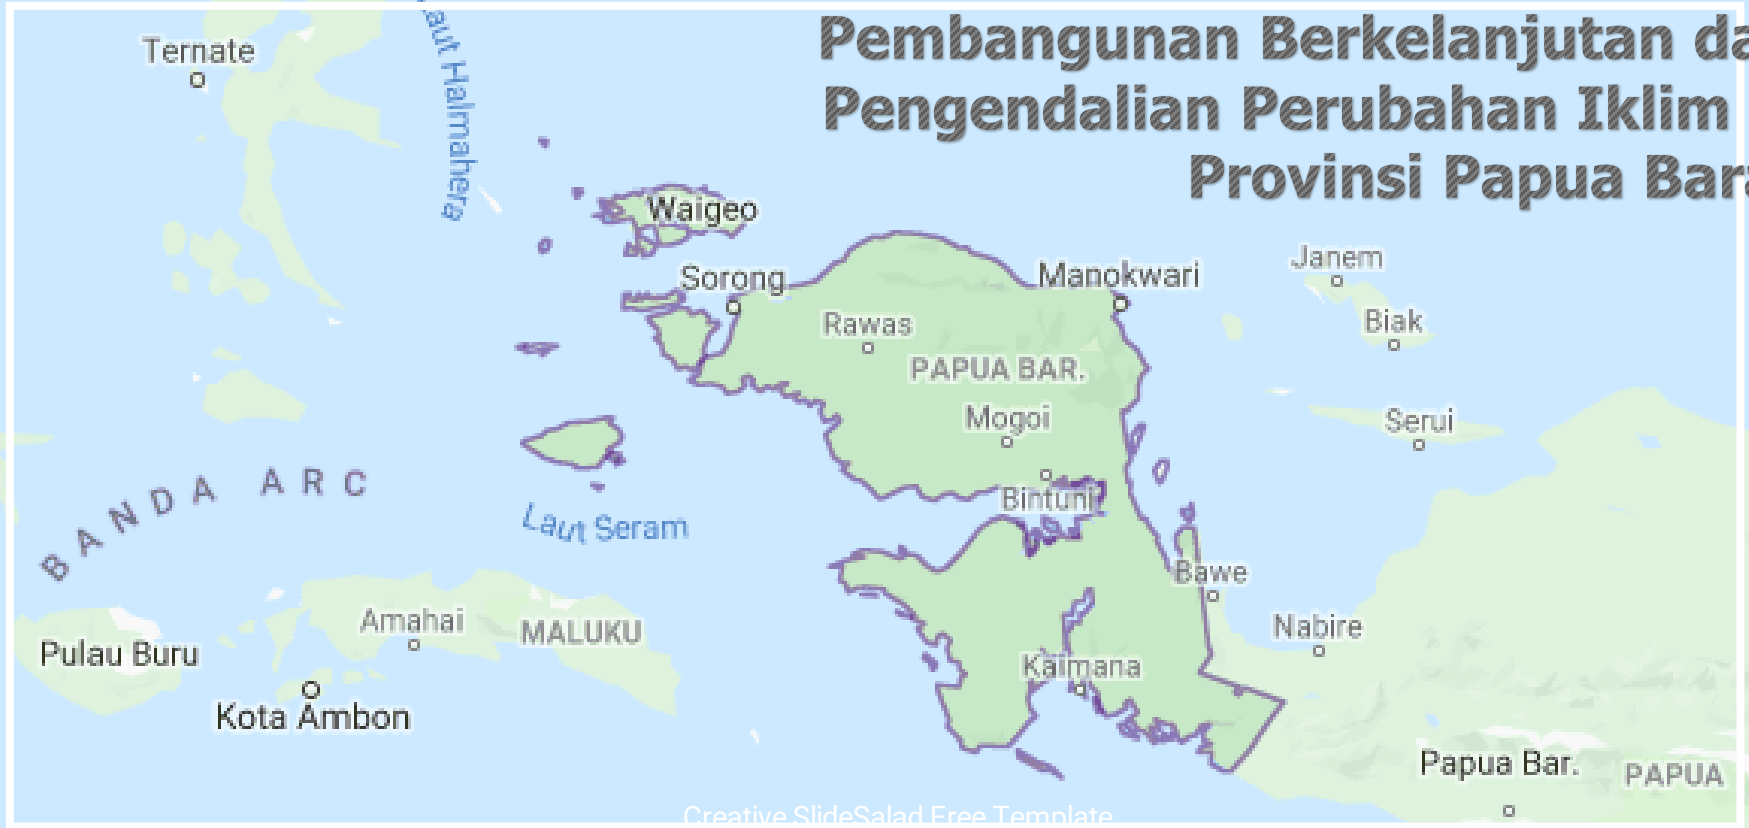 Pembangunan Berkelanjutan da
Pengendalian Perubahan Iklim
Provinsi Papua Bara
Ternate
Laut Halmahera
Waigeo
Sorong
Manokwari
Janem
Biak
Rawas
PAPUA BAR.
Mogoi
Serui
Bintuni
BANDA ARC
Laut Seram
Bawe
Amahai
MALUKU
Nabire
Pulau Buru
Kaimana
Kota Ambon
Papua Bar.
PAPUA
Creative SlideSalad Free Template